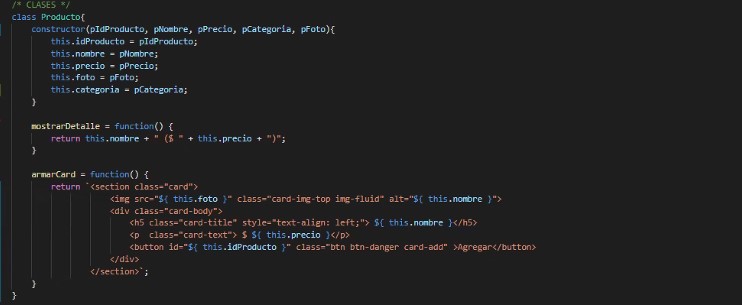 /* CLASES */
class Producto{
    constructor(pIdProducto, pNombre, pPrecio, pCategoria, pFoto){
        this.idProducto = pIdProducto;
        this.nombre = pNombre;
        this.precio = pPrecio;
        this.foto = pFoto;
        this.categoria = pCategoria;
    }
    mostrarDetalle = function() {
        return this.nombre + " ($ " + this.precio + ")";
    }
    armarCard = function() {
        return `<section class="card">
                    <img src="${ this.foto }" class="card-img-top img-fluid" alt="${ this.nombre }">
                    <div class="card-body">
                        <h5 class="card-title" style="text-align: left;"> ${ this.nombre }</h5>
                        <p  class="card-text"> $ ${ this.precio }</p>
                        <button id="${ this.idProducto }" class="btn btn-danger card-add" >Agregar</button>
                    </div>
                </section>`;
    }
}